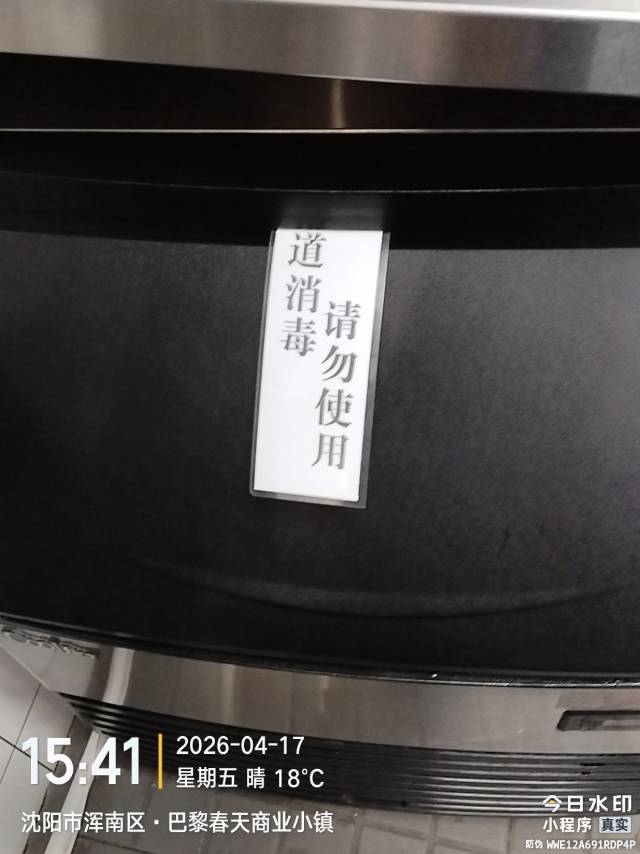 道消毒
请勿使用
15:41
2026-04-17
星期五 晴 18℃
沈阳市浑南区·巴黎春天商业小镇
今日水印
小程序 真实
防伪 WWE12A691RDP4P